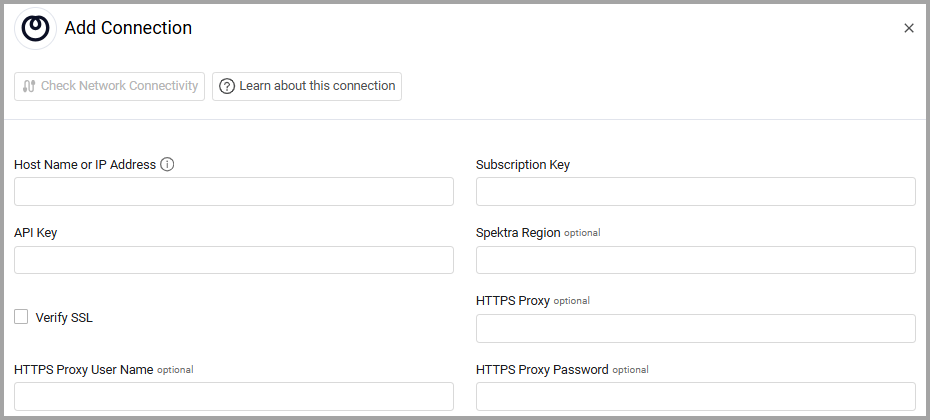 Add Connection
Check Network Connectivity
Learn about this connection
Host Name or IP Address
Subscription Key
API Key
Spektra Region optional
Verify SSL
HTTPS Proxy optional
HTTPS Proxy User Name optional
HTTPS Proxy Password optional